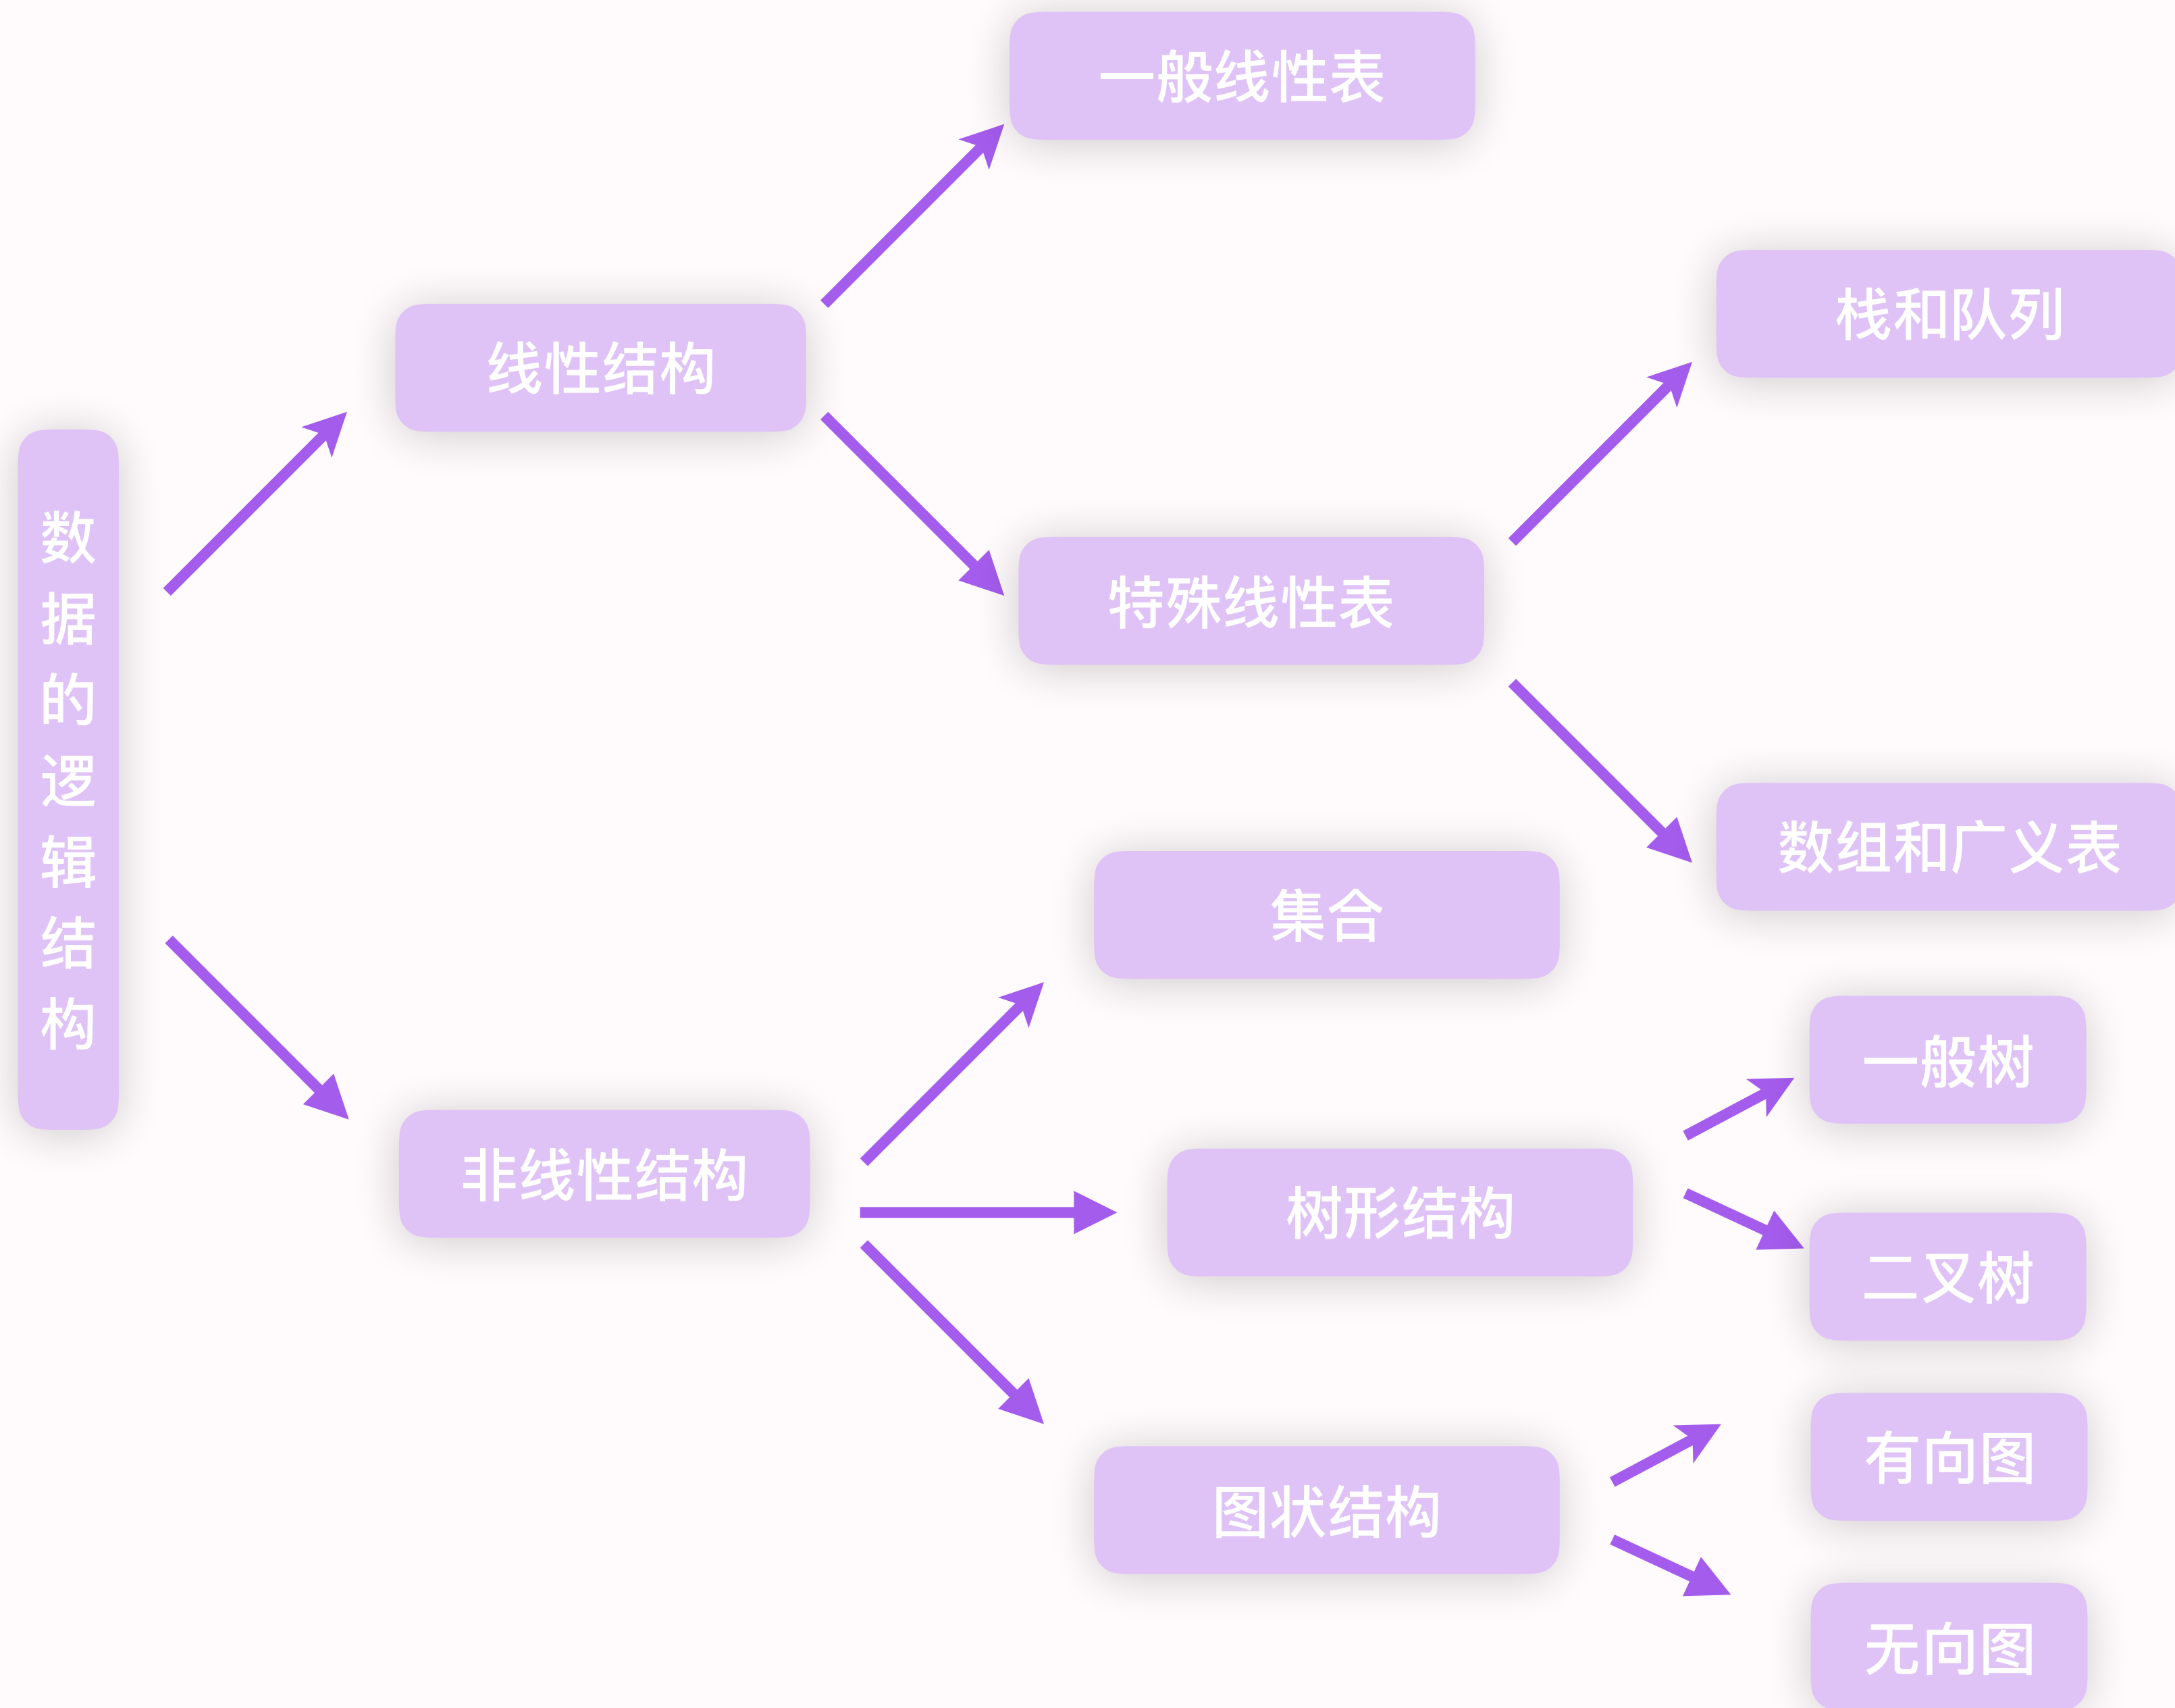 数据的逻辑结构
线性结构
一般线性表
特殊线性表
栈和队列
数组和广义表
非线性结构
集合
树形结构
一般树
二叉树
图状结构
有向图
无向图